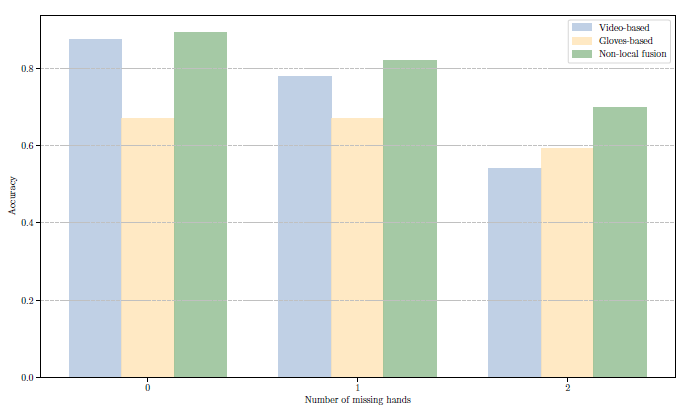 Video-based
Gloves-based
Non-local fusion
0.8
0.6
0.4
0.2
0.0
Accuracy
0
1
2
Number of missing hands